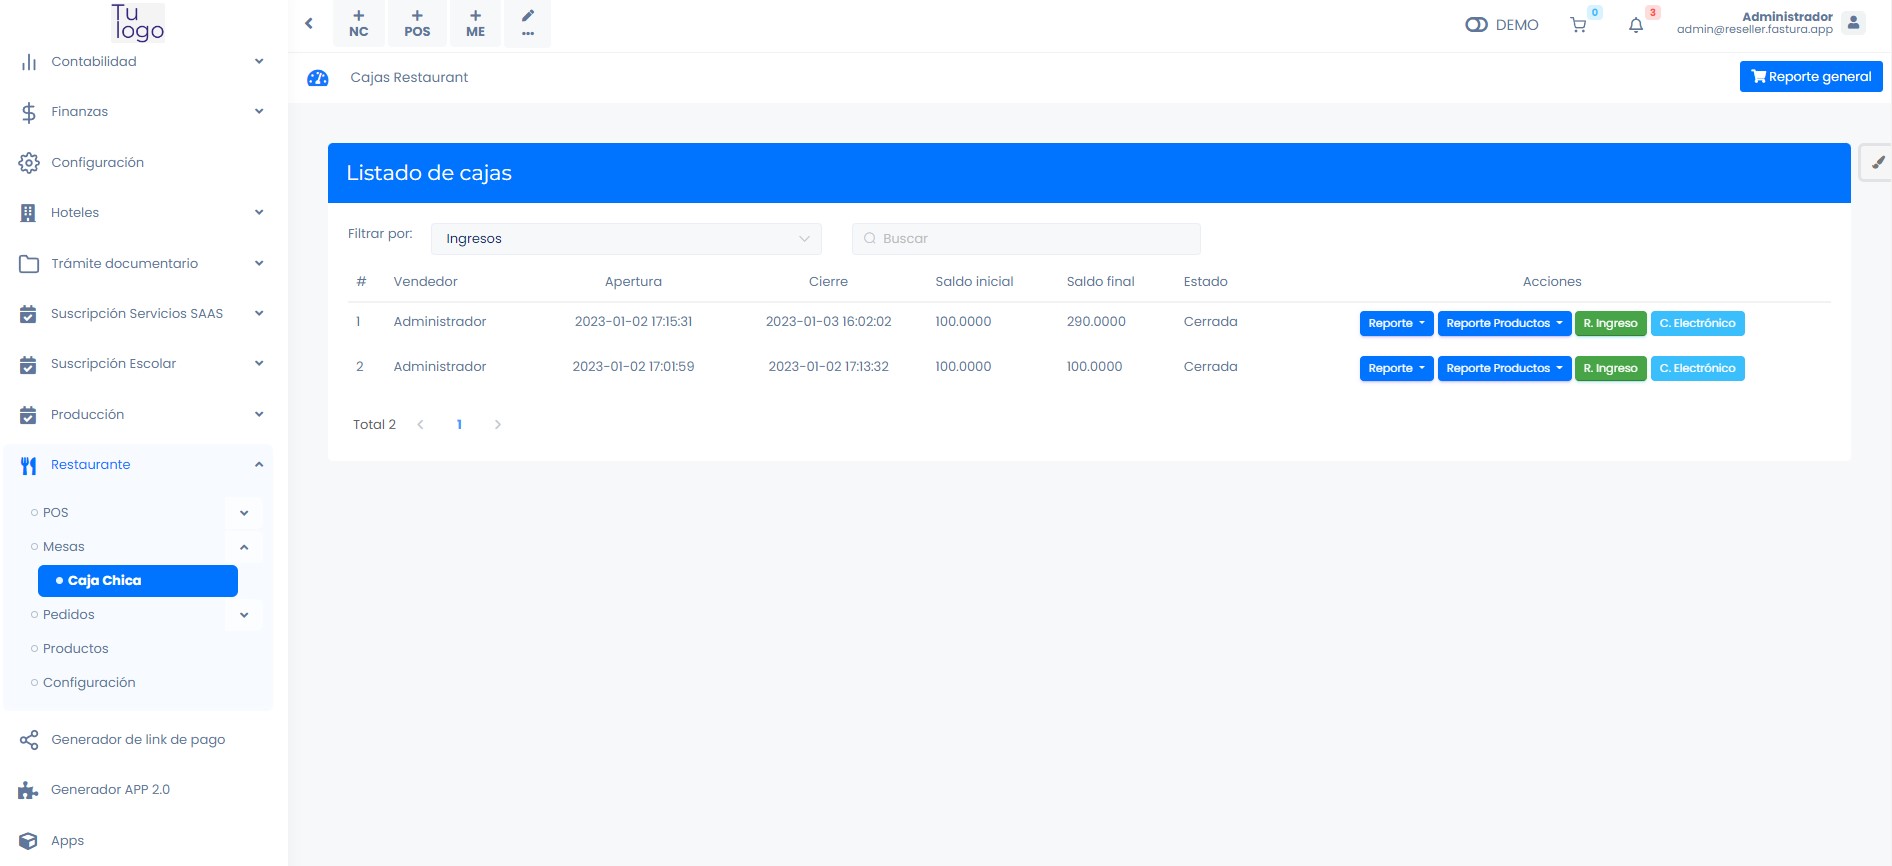 Tu
logo
NC
POS
ME
...
DEMO
0
3
Administrador
admin@reseller.fastura.app
Cajas Restaurant
Reporte general
Contabilidad
Finanzas
Configuración
Hoteles
Trámite documentario
Suscripción Servicios SAAS
Suscripción Escolar
Producción
Restaurante
POS
Mesas
Caja Chica
Pedidos
Productos
Configuración
Generador de link de pago
Generador APP 2.0
Apps
Listado de cajas
Filtrar por: Ingresos Buscar
# Vendedor Apertura Cierre Saldo inicial Saldo final Estado Acciones
1 Administrador 2023-01-02 17:15:31 2023-01-03 16:02:02 100.0000 290.0000 Cerrada Reporte Reporte Productos R. Ingreso C. Electrónico
2 Administrador 2023-01-02 17:01:59 2023-01-02 17:13:32 100.0000 100.0000 Cerrada Reporte Reporte Productos R. Ingreso C. Electrónico
Total 2 1